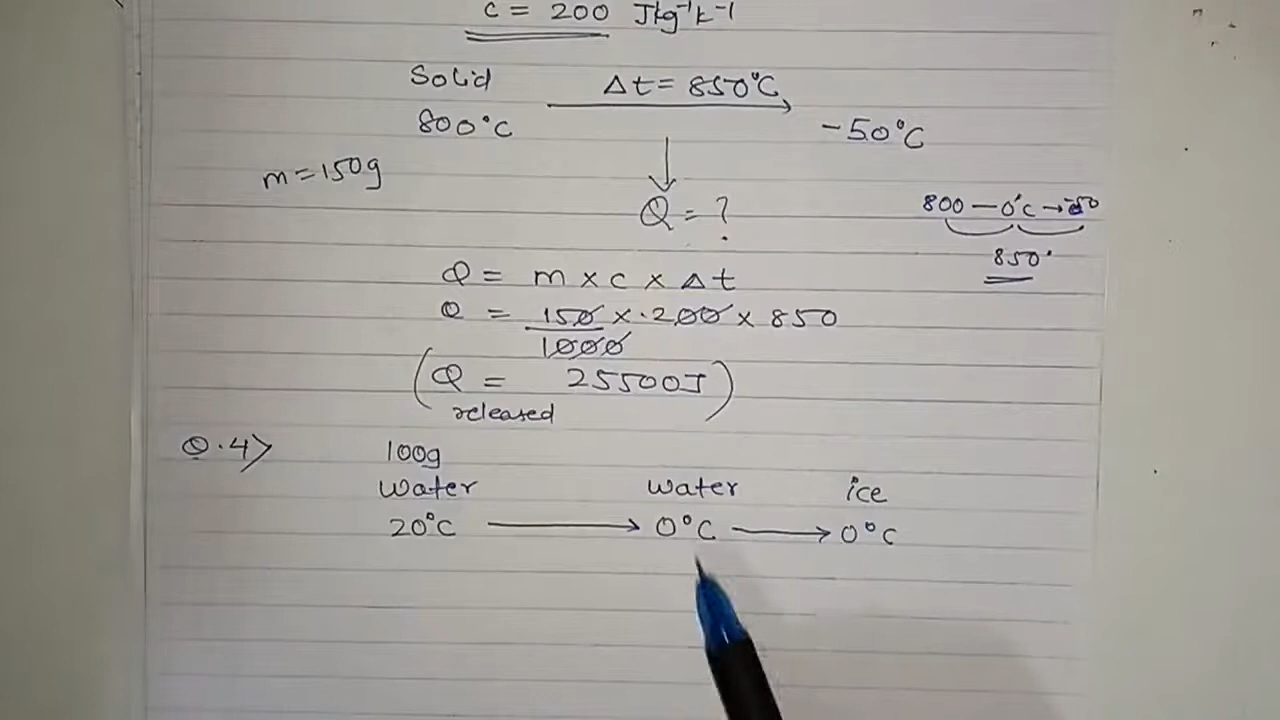 c = 200 Jkg⁻¹k⁻¹
Solid Δt = 850°C
800°C -50°C
m = 150g
Q = ?
800 — 0°C → -50
850°
Q = m × c × Δt
Q = 150 × 200 × 850
1000
(Q = 25500J)
released
Q.4>
100g
Water Water ice
20°C → 0°C → 0°C